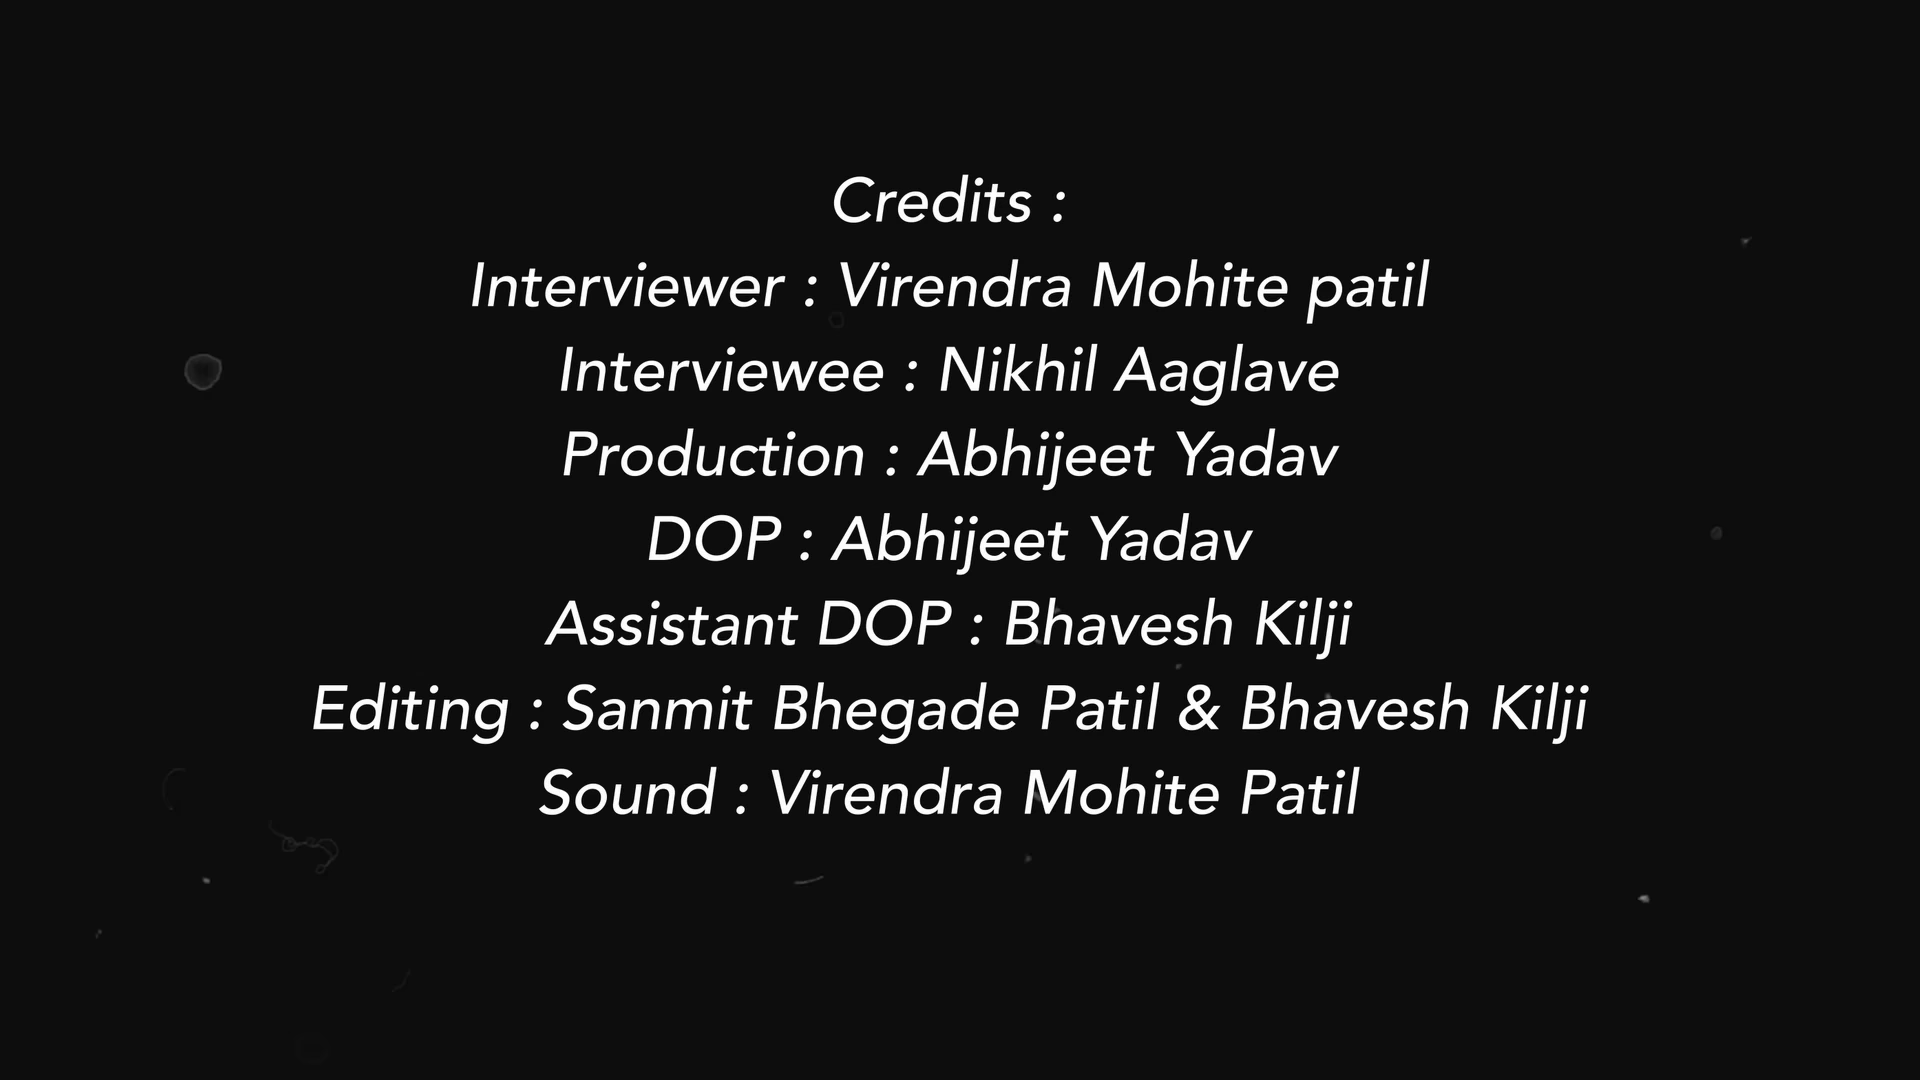 Credits :
Interviewer : Virendra Mohite patil
Interviewee : Nikhil Aaglave
Production : Abhijeet Yadav
DOP : Abhijeet Yadav
Assistant DOP : Bhavesh Kilji
Editing : Sanmit Bhegade Patil & Bhavesh Kilji
Sound : Virendra Mohite Patil